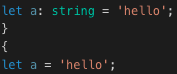 let a: string = 'hello';
}
{
let a = 'hello';